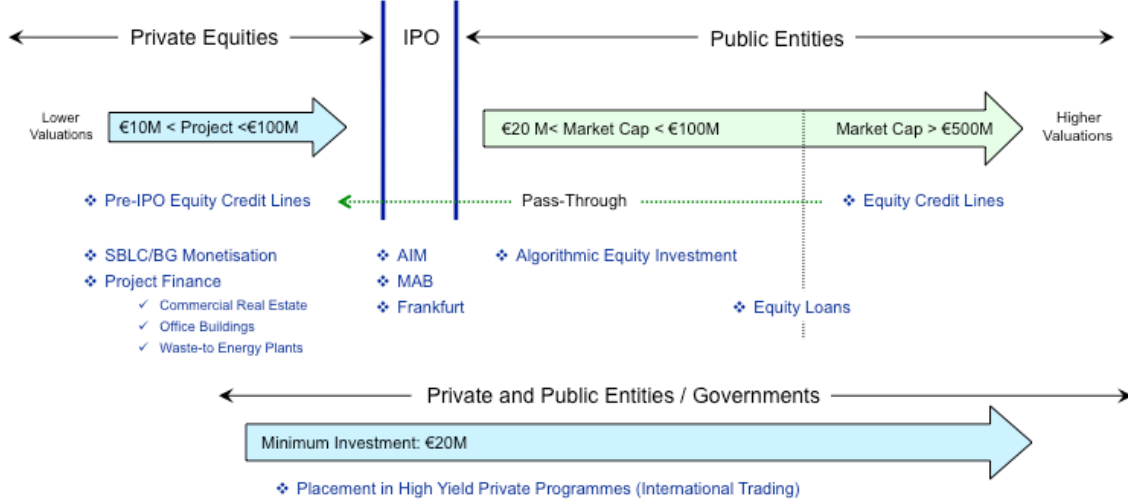 Private Equities
IPO
Public Entities
Lower
Valuations
€10M < Project <€100M
€20 M< Market Cap < €100M
Market Cap > €500M
Higher
Valuations
❖ Pre-IPO Equity Credit Lines
Pass-Through
❖ Equity Credit Lines
❖ SBLC/BG Monetisation
❖ AIM
❖ Algorithmic Equity Investment
❖ Project Finance
❖ MAB
✓ Commercial Real Estate
❖ Frankfurt
❖ Equity Loans
✓ Office Buildings
✓ Waste-to Energy Plants
Private and Public Entities / Governments
Minimum Investment: €20M
❖ Placement in High Yield Private Programmes (International Trading)